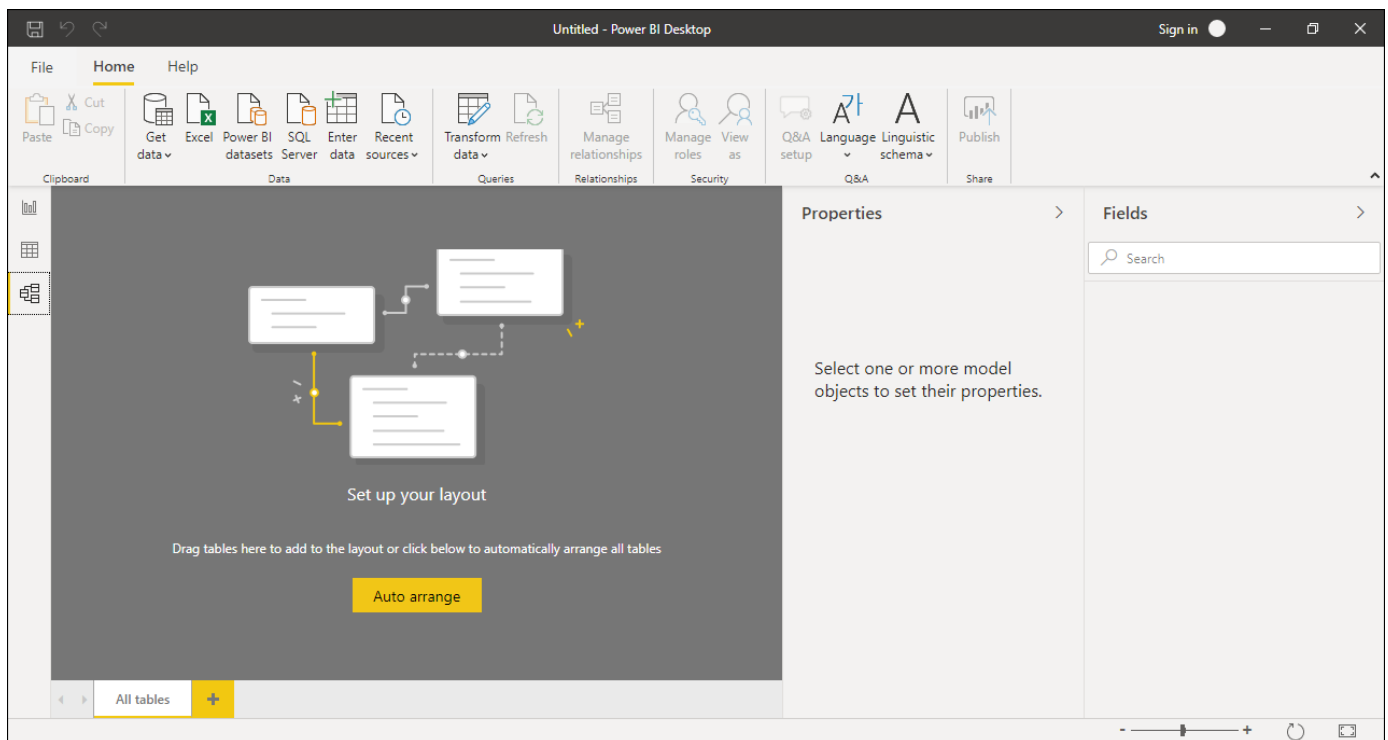 Untitled - Power BI Desktop
Sign in
File Home Help
Paste
Cut
Copy
Get data
Excel
Power BI datasets
SQL Server
Enter data
Recent sources
Transform data
Refresh
Manage relationships
Manage roles
View as
Q&A setup
Language
Linguistic schema
Publish
Clipboard
Data
Queries
Relationships
Security
Q&A
Share
Properties
Fields
Search
Select one or more model
objects to set their properties.
Set up your layout
Drag tables here to add to the layout or click below to automatically arrange all tables
Auto arrange
All tables